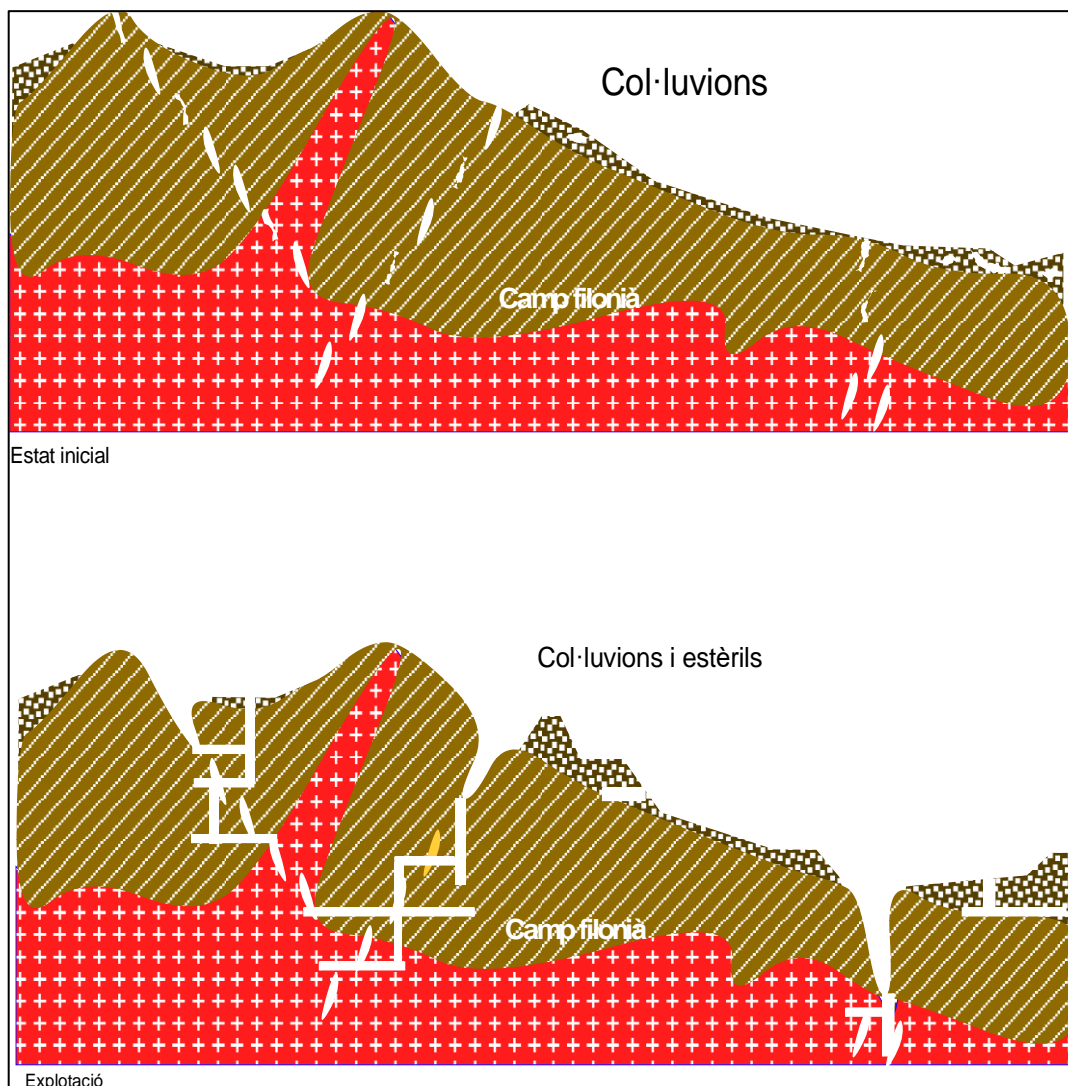 Col·luvions
Camp filonià
Estat inicial
Col·luvions i estèrils
Camp filonià
Explotació